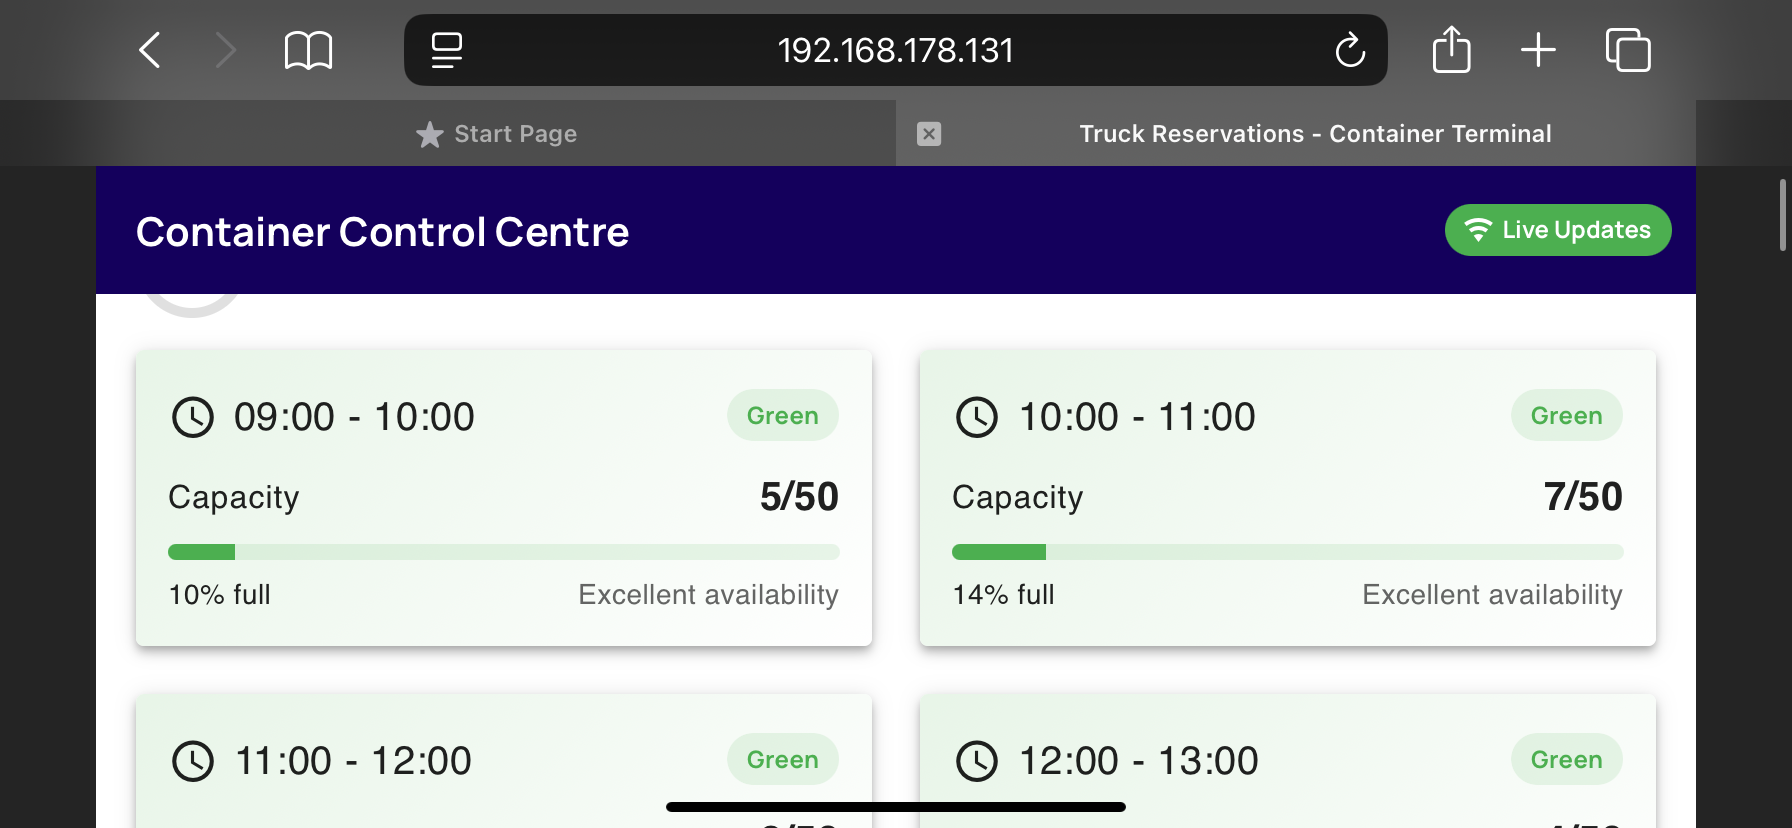 192.168.178.131
Start Page
Truck Reservations - Container Terminal
Container Control Centre
Live Updates
09:00 - 10:00
Green
Capacity
5/50
10% full
Excellent availability
10:00 - 11:00
Green
Capacity
7/50
14% full
Excellent availability
11:00 - 12:00
Green
12:00 - 13:00
Green